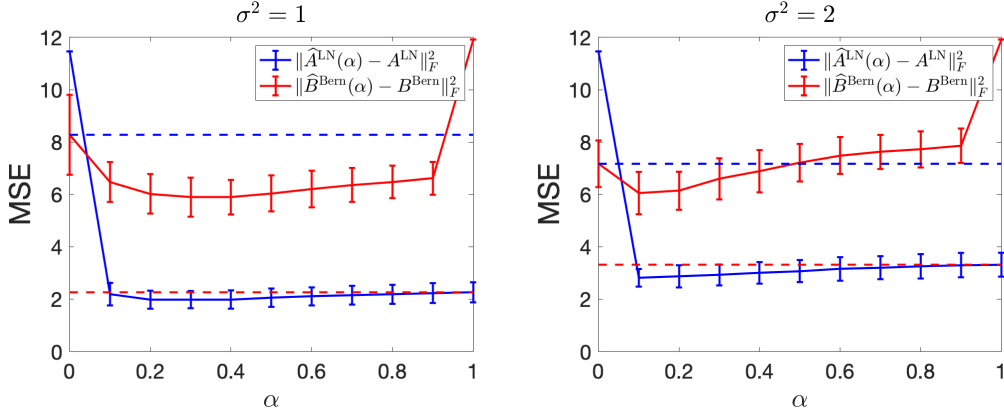 σ² = 1
MSE
12
10
8
6
4
2
0
‖Â^LN(α) − A^LN‖²_F
‖B̂^Bern(α) − B^Bern‖²_F
0 0.2 0.4 0.6 0.8 1
α
σ² = 2
MSE
12
10
8
6
4
2
0
‖Â^LN(α) − A^LN‖²_F
‖B̂^Bern(α) − B^Bern‖²_F
0 0.2 0.4 0.6 0.8 1
α